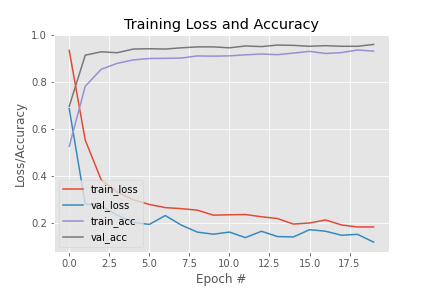 Training Loss and Accuracy
1.0
0.8
0.6
0.4
0.2
Loss/Accuracy
train_loss
val_loss
train_acc
val_acc
0.0 2.5 5.0 7.5 10.0 12.5 15.0 17.5
Epoch #